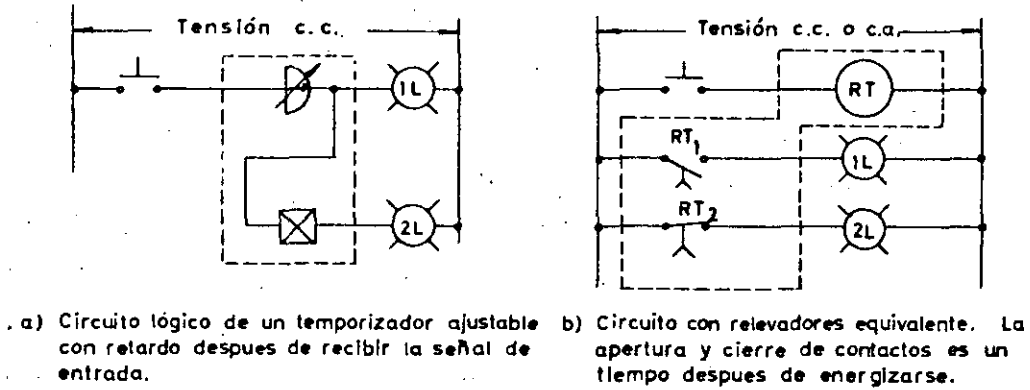 Tensión c.c.
1L
2L
a) Circuito lógico de un temporizador ajustable
con retardo despues de recibir la señal de
entrada.
Tensión c.c. o c.a.
RT
RT1
1L
RT2
2L
b) Circuito con relevadores equivalente. La
apertura y cierre de contactos es un
tiempo despues de energizarse.